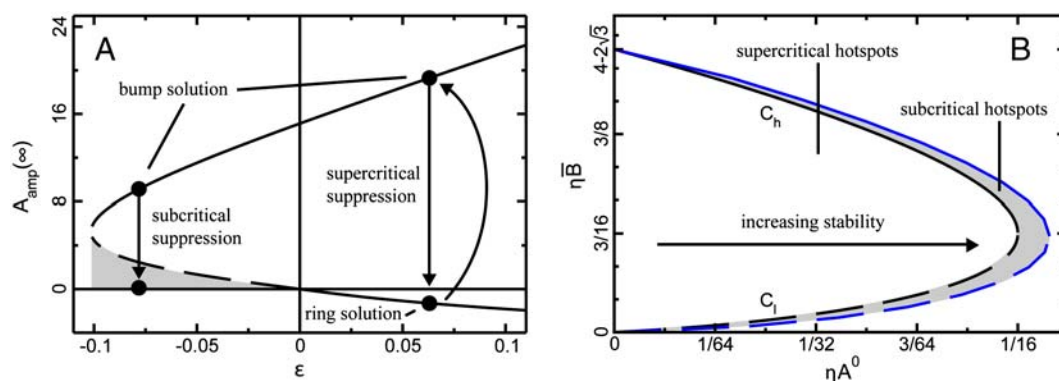 A
24
16
8
0
A_amp(∞)
bump solution
subcritical
suppression
supercritical
suppression
ring solution
-0.1
-0.05
0
0.05
0.1
ε
B
4-2√3
3/8
3/16
0
ηB̅
supercritical hotspots
subcritical hotspots
C_h
increasing stability
C_l
0
1/64
1/32
3/64
1/16
ηA⁰